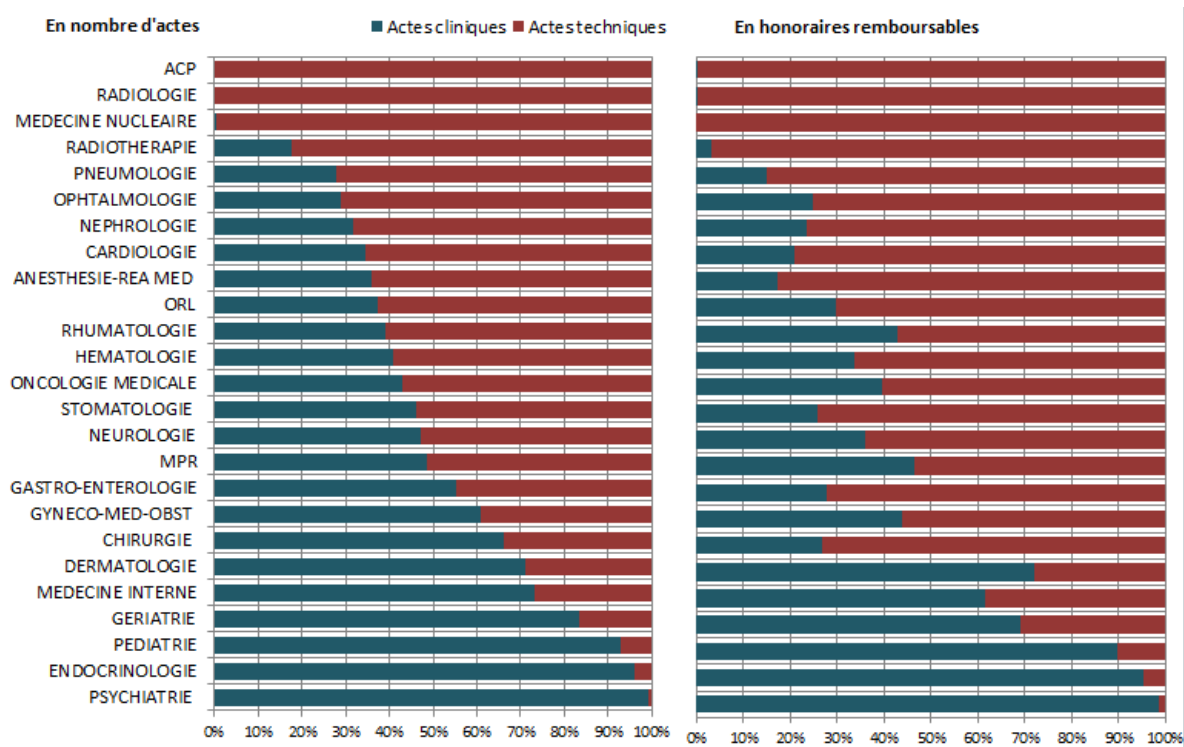 En nombre d'actes
Actes cliniques Actes techniques
En honoraires remboursables
ACP
RADIOLOGIE
MEDECINE NUCLEAIRE
RADIOTHERAPIE
PNEUMOLOGIE
OPHTALMOLOGIE
NEPHROLOGIE
CARDIOLOGIE
ANESTHESIE-REA MED
ORL
RHUMATOLOGIE
HEMATOLOGIE
ONCOLOGIE MEDICALE
STOMATOLOGIE
NEUROLOGIE
MPR
GASTRO-ENTEROLOGIE
GYNECO-MED-OBST
CHIRURGIE
DERMATOLOGIE
MEDECINE INTERNE
GERIATRIE
PEDIATRIE
ENDOCRINOLOGIE
PSYCHIATRIE
0% 10% 20% 30% 40% 50% 60% 70% 80% 90% 100%
0% 10% 20% 30% 40% 50% 60% 70% 80% 90% 100%